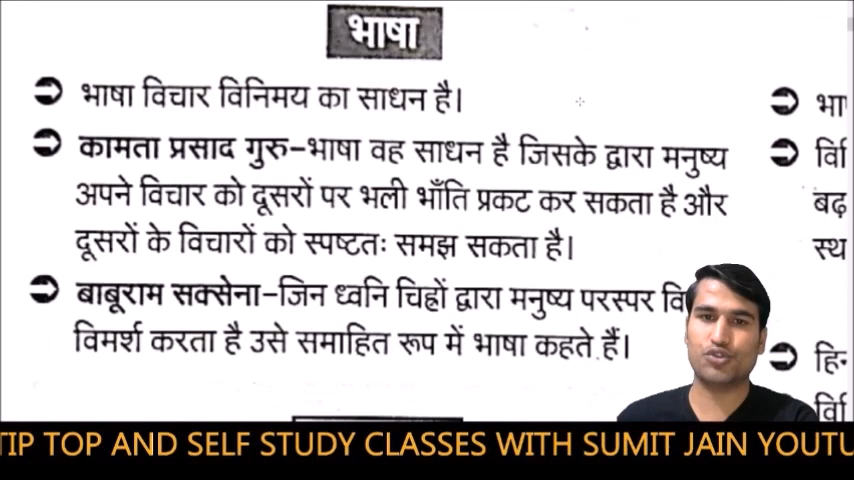 भाषा
⮊ भाषा विचार विनिमय का साधन है।
⮊ कामता प्रसाद गुरु–भाषा वह साधन है जिसके द्वारा मनुष्य
अपने विचार को दूसरों पर भली भाँति प्रकट कर सकता है और
दूसरों के विचारों को स्पष्टतः समझ सकता है।
⮊ बाबूराम सक्सेना–जिन ध्वनि चिह्नों द्वारा मनुष्य परस्पर
विमर्श करता है उसे समाहित रूप में भाषा कहते हैं।
TIP TOP AND SELF STUDY CLASSES WITH SUMIT JAIN